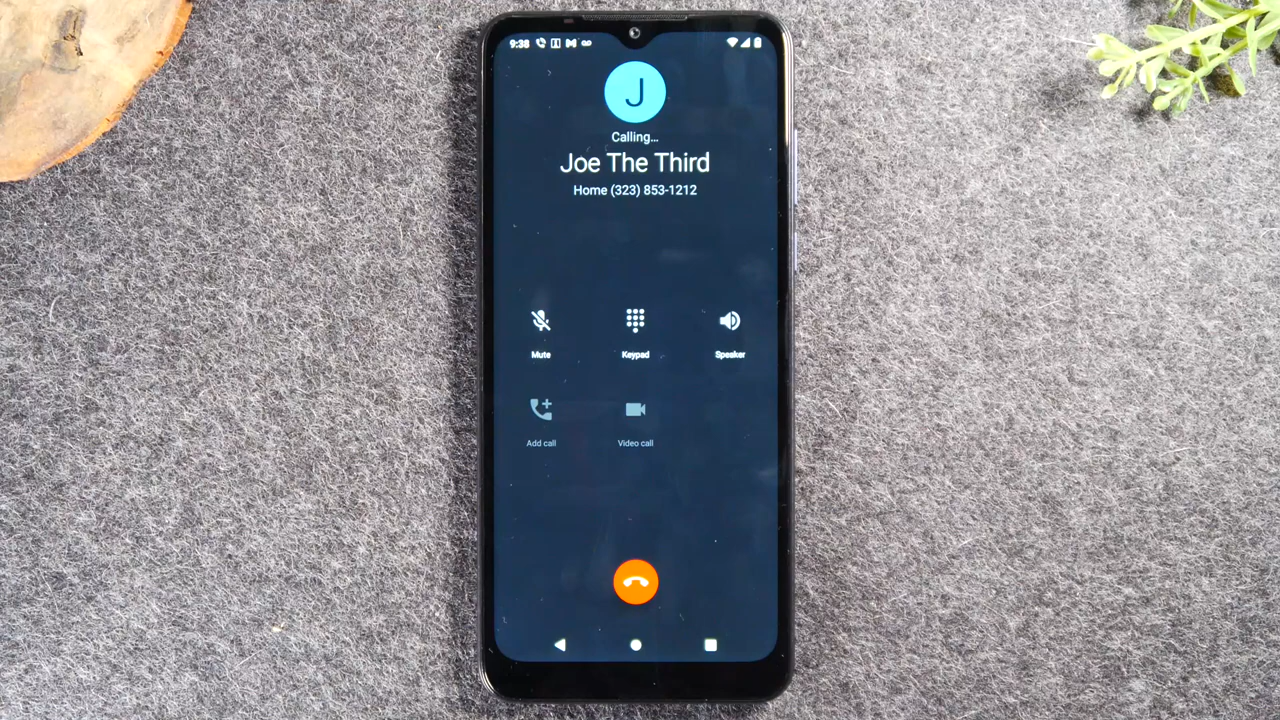 9:38
J
Calling...
Joe The Third
Home (323) 853-1212
Mute Keypad Speaker
Add call Video call